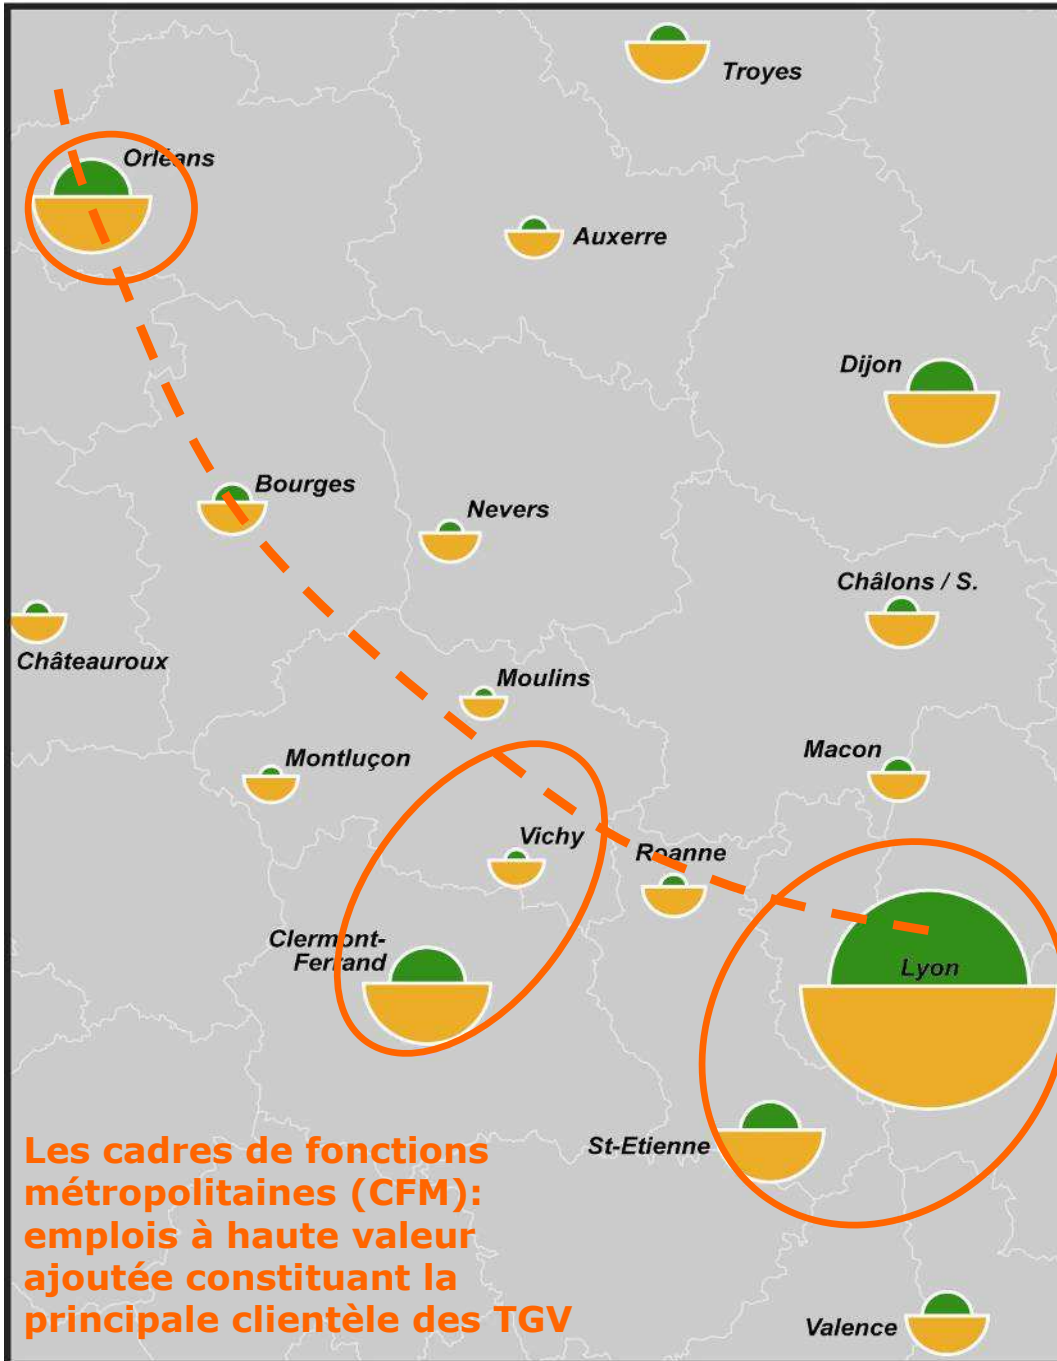 Troyes
Orléans
Auxerre
Dijon
Bourges
Nevers
Châlons / S.
Châteauroux
Moulins
Montluçon
Macon
Vichy
Roanne
Clermont-
Ferrand
Lyon
St-Etienne
Les cadres de fonctions
métropolitaines (CFM):
emplois à haute valeur
ajoutée constituant la
principale clientèle des TGV
Valence